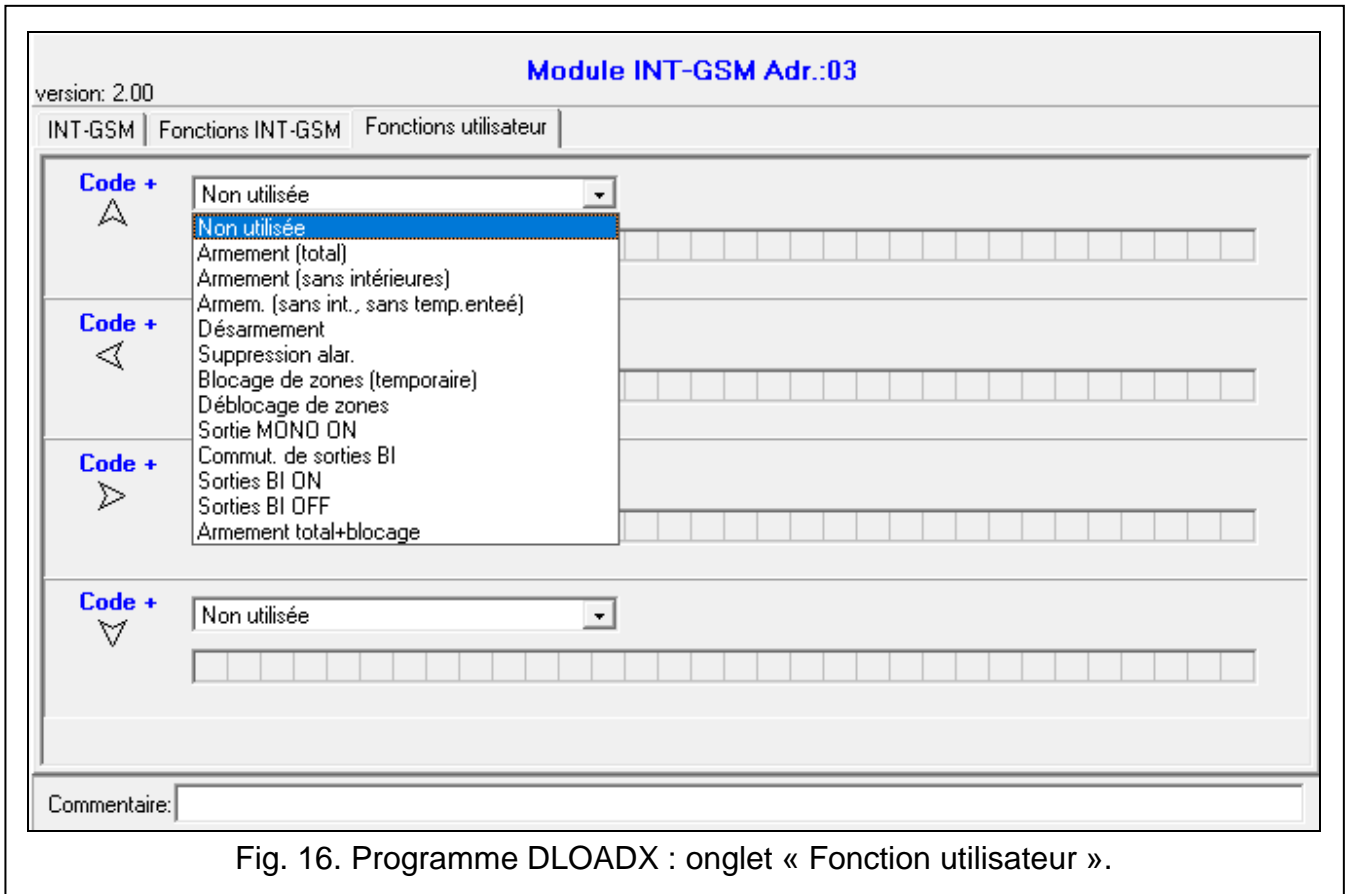 Module INT-GSM Adr.:03
version: 2.00
INT-GSM Fonctions INT-GSM Fonctions utilisateur
Code +
Non utilisée
Non utilisée
Armement (total)
Armement (sans intérieures)
Armem. (sans int., sans temp.enteé)
Désarmement
Suppression alar.
Blocage de zones (temporaire)
Déblocage de zones
Sortie MONO ON
Commut. de sorties BI
Sorties BI ON
Sorties BI OFF
Armement total+blocage
Code +
Code +
Code +
Non utilisée
Commentaire:
Fig. 16. Programme DLOADX : onglet « Fonction utilisateur ».